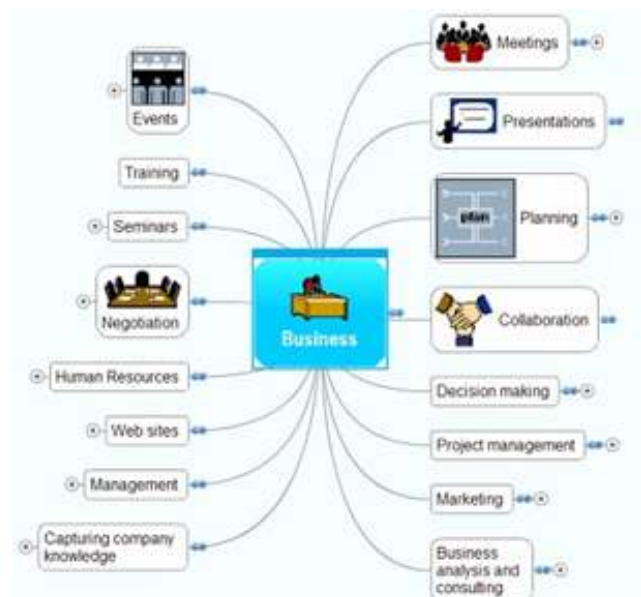 Events
Training
Seminars
Negotiation
Human Resources
Web sites
Management
Capturing company
knowledge
Business
Meetings
Presentations
plan
Planning
Collaboration
Decision making
Project management
Marketing
Business
analysis and
consulting